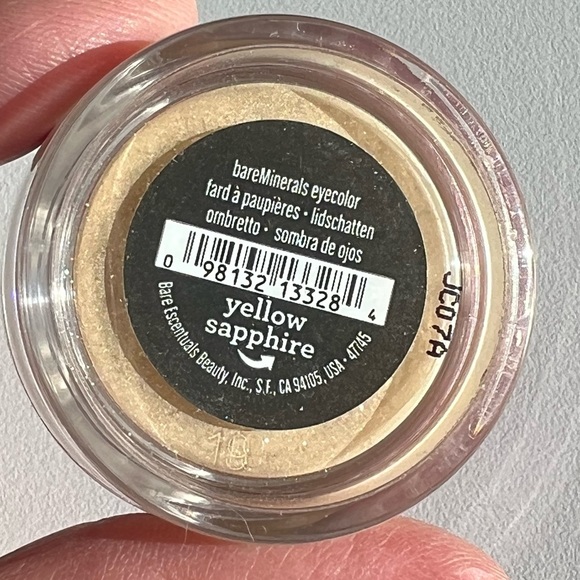 bareMinerals eyecolor
fard à paupières • lidschatten
ombretto • sombra de ojos
0 98132 13328 4
yellow
sapphire
Bare Escentuals Beauty, Inc., S.F., CA 94105, USA • 47745
JC07A